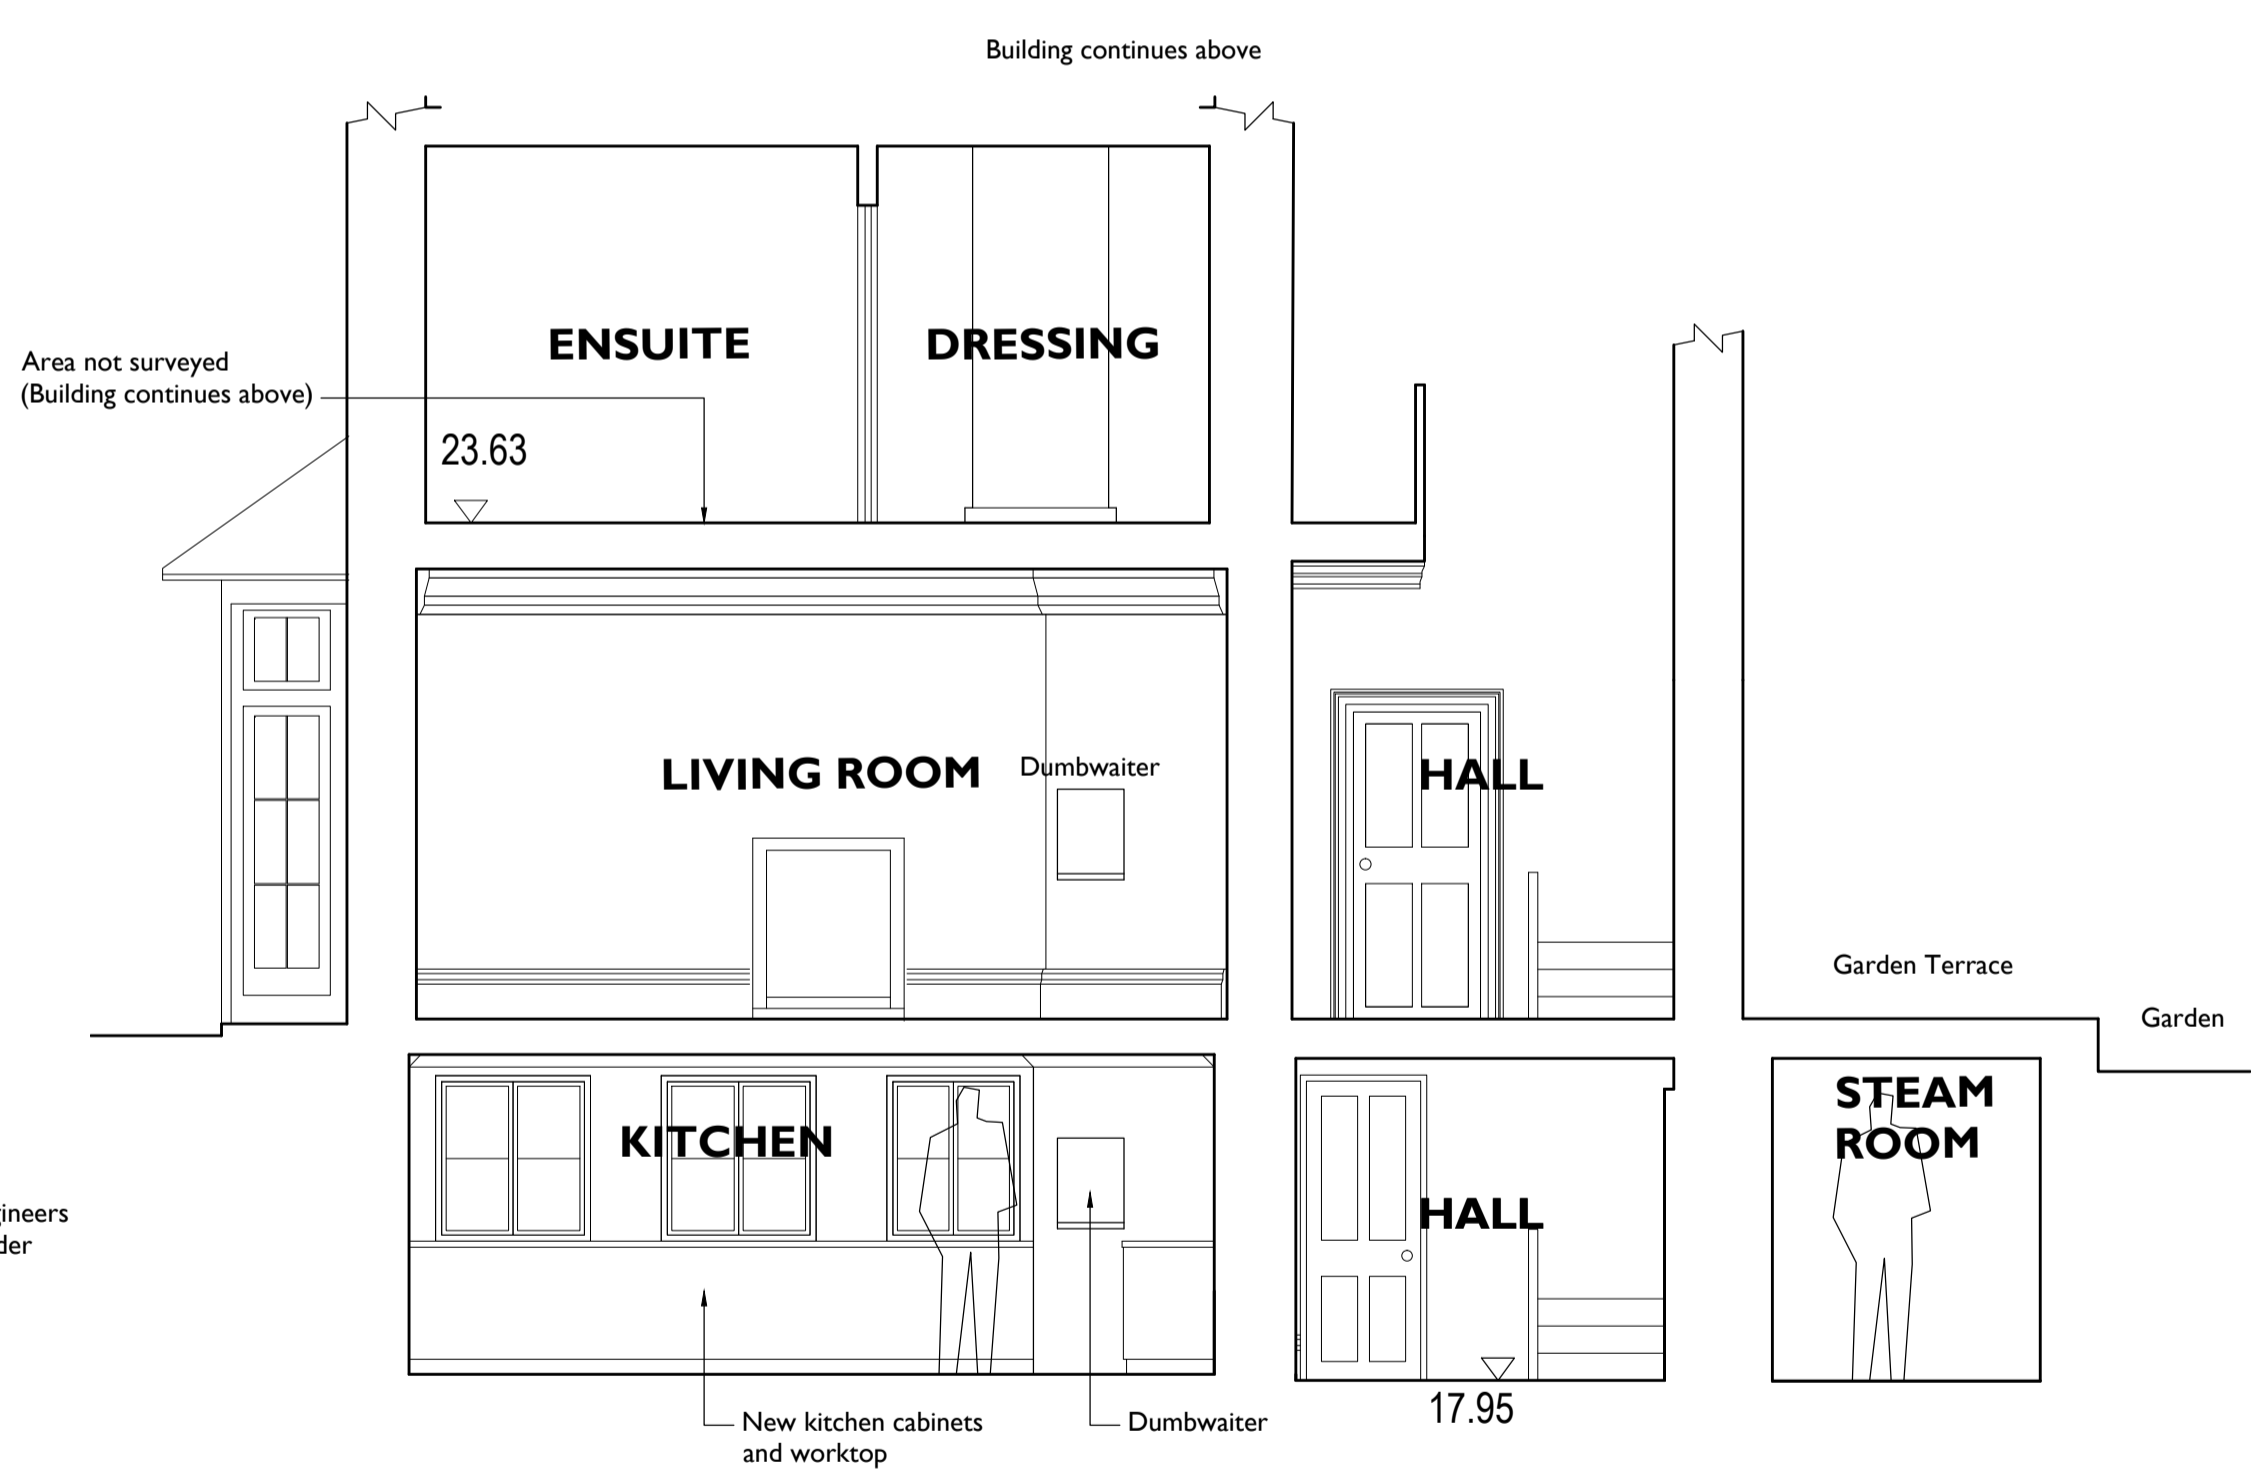 Building continues above
ENSUITE
DRESSING
Area not surveyed
(Building continues above)
23.63
LIVING ROOM
Dumbwaiter
HALL
Garden Terrace
Garden
STEAM
ROOM
KITCHEN
HALL
New kitchen cabinets
and worktop
Dumbwaiter
17.95